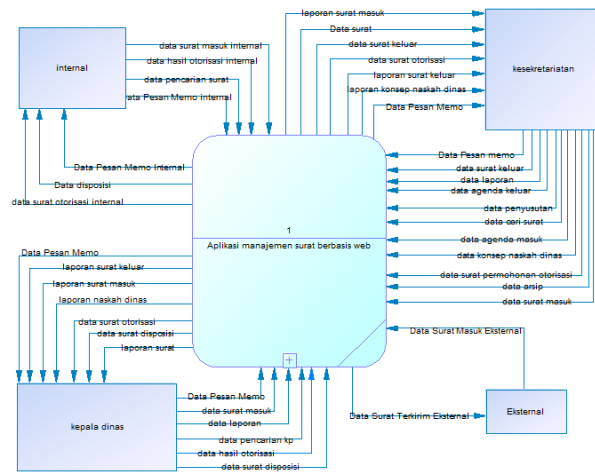 laporan surat masuk
Data surat
data surat keluar
data surat otorisasi
laporan surat keluar
laporan konsep naskah dinas
Data Pesan Memo
internal
data surat masuk internal
data hasil otorisasi internal
data pencarian surat
Data Pesan Memo internal
kesekretariatan
Data Pesan Memo Internal
Data disposisi
data surat otorisasi internal
Data Pesan memo
data surat keluar
data laporan
data agenda keluar
data penyusutan
data cari surat
data agenda masuk
data konsep naskah dinas
data surat permohonan otorisasi
data arsip
data surat masuk
1
Aplikasi manajemen surat berbasis web
Data Pesan Memo
laporan surat keluar
laporan surat masuk
laporan naskah dinas
data surat otorisasi
data surat disposisi
laporan surat
Data Surat Masuk Eksternal
Data Surat Terkirim Eksternal
Eksternal
kepala dinas
Data Pesan Memo
data surat masuk
data laporan
data pencarian kp
data hasil otorisasi
data surat disposisi